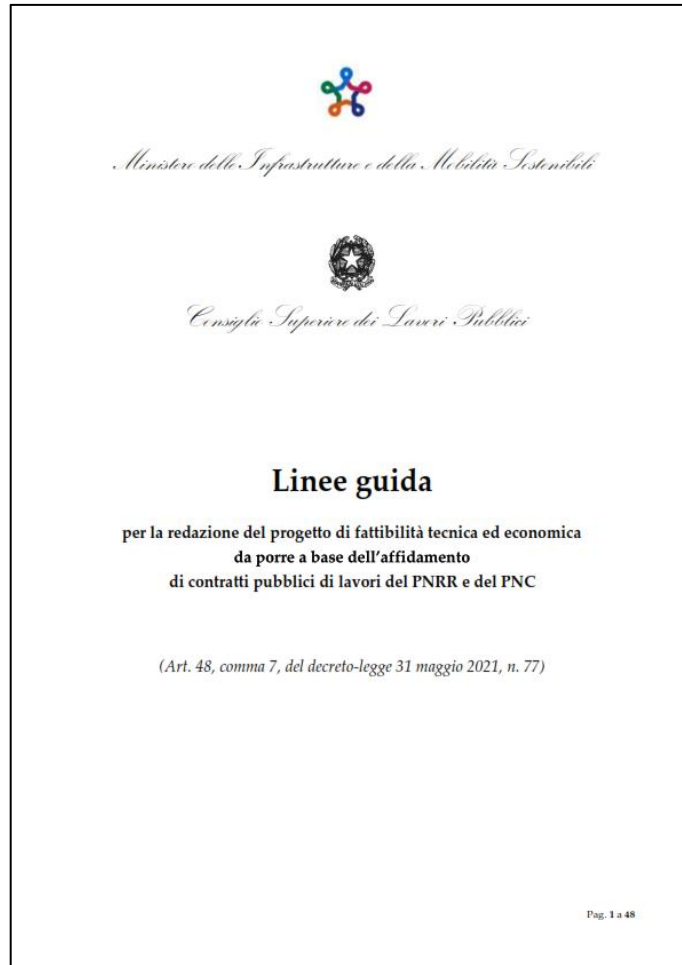 Ministero delle Infrastrutture e della Mobilità Sostenibili
Consiglio Superiore dei Lavori Pubblici
Linee guida
per la redazione del progetto di fattibilità tecnica ed economica
da porre a base dell'affidamento
di contratti pubblici di lavori del PNRR e del PNC
(Art. 48, comma 7, del decreto-legge 31 maggio 2021, n. 77)
Pag. 1 a 48